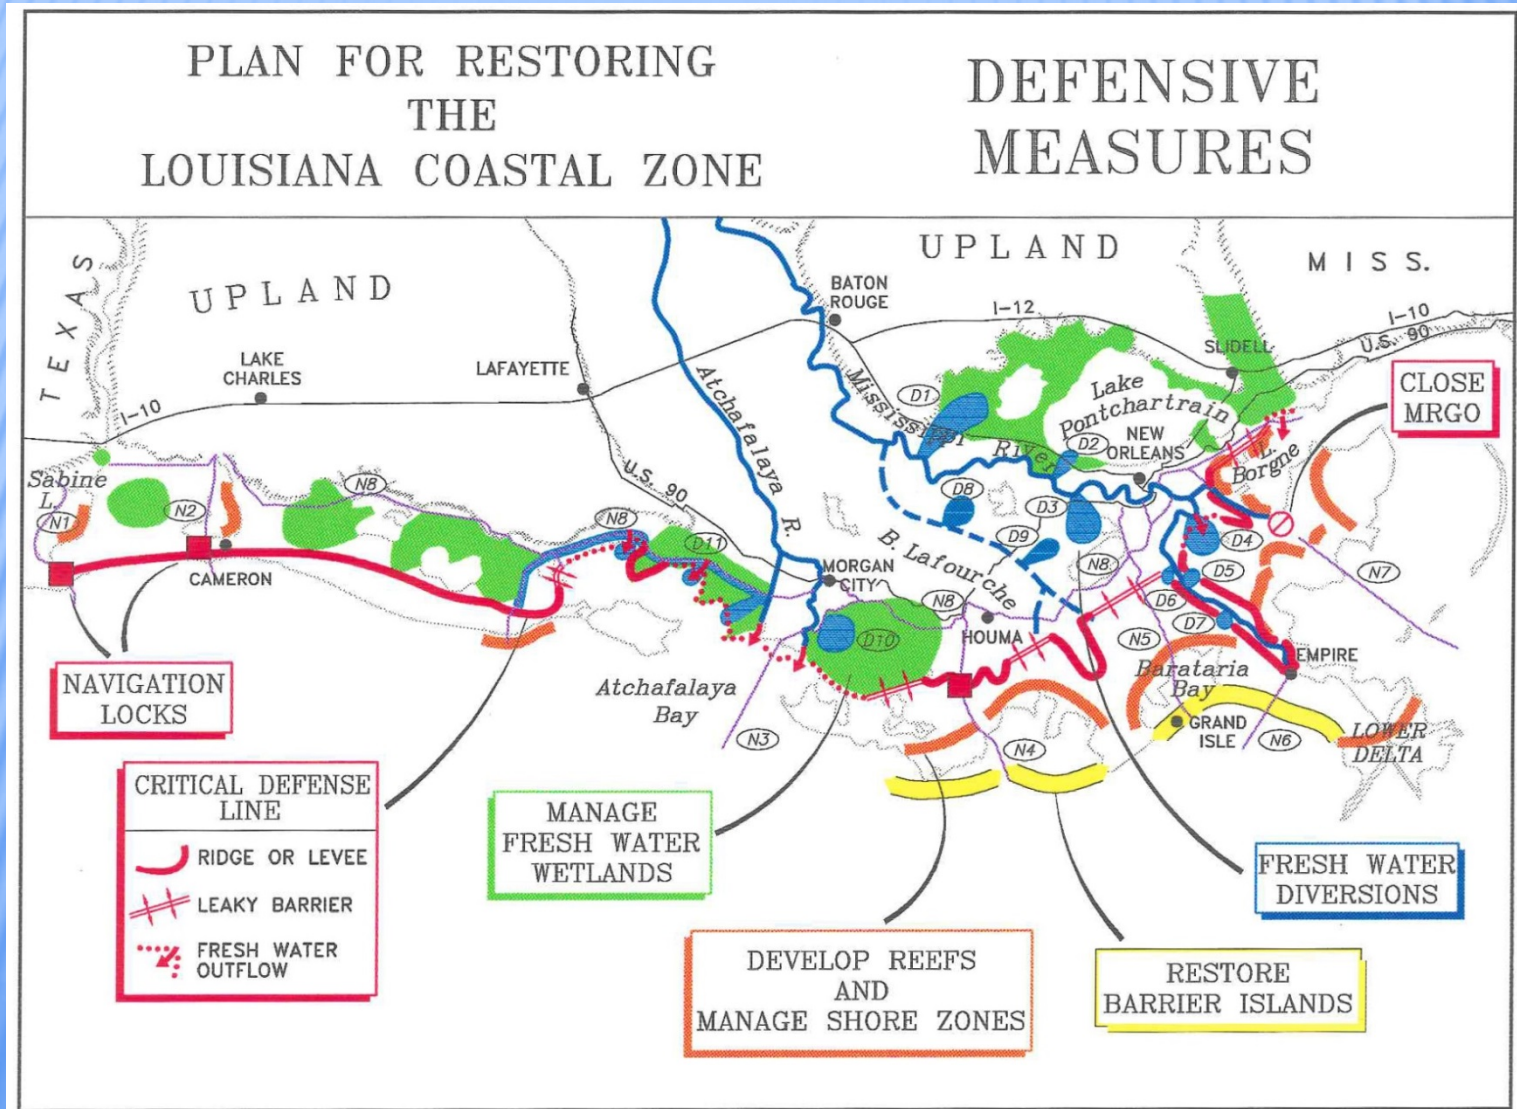 PLAN FOR RESTORING
THE
LOUISIANA COASTAL ZONE
DEFENSIVE
MEASURES
TEXAS
UPLAND
UPLAND
MISS.
BATON
ROUGE
I-12
I-10
U.S. 90
SLIDELL
LAKE
CHARLES
LAFAYETTE
I-10
Atchafalaya R.
Mississippi River
D1
Lake
Pontchartrain
D2
NEW
ORLEANS
L.
Borgne
CLOSE
MRGO
U.S. 90
Sabine
L.
N1
N2
N8
N8
D11
D8
D3
D9
D4
N8
D5
N7
CAMERON
MORGAN
CITY
B. Lafourche
D6
D7
N8
HOUMA
D10
N5
EMPIRE
Barataria
Bay
NAVIGATION
LOCKS
Atchafalaya
Bay
N3
N4
GRAND
ISLE
N6
LOWER
DELTA
CRITICAL DEFENSE
LINE
RIDGE OR LEVEE
LEAKY BARRIER
FRESH WATER
OUTFLOW
MANAGE
FRESH WATER
WETLANDS
FRESH WATER
DIVERSIONS
DEVELOP REEFS
AND
MANAGE SHORE ZONES
RESTORE
BARRIER ISLANDS